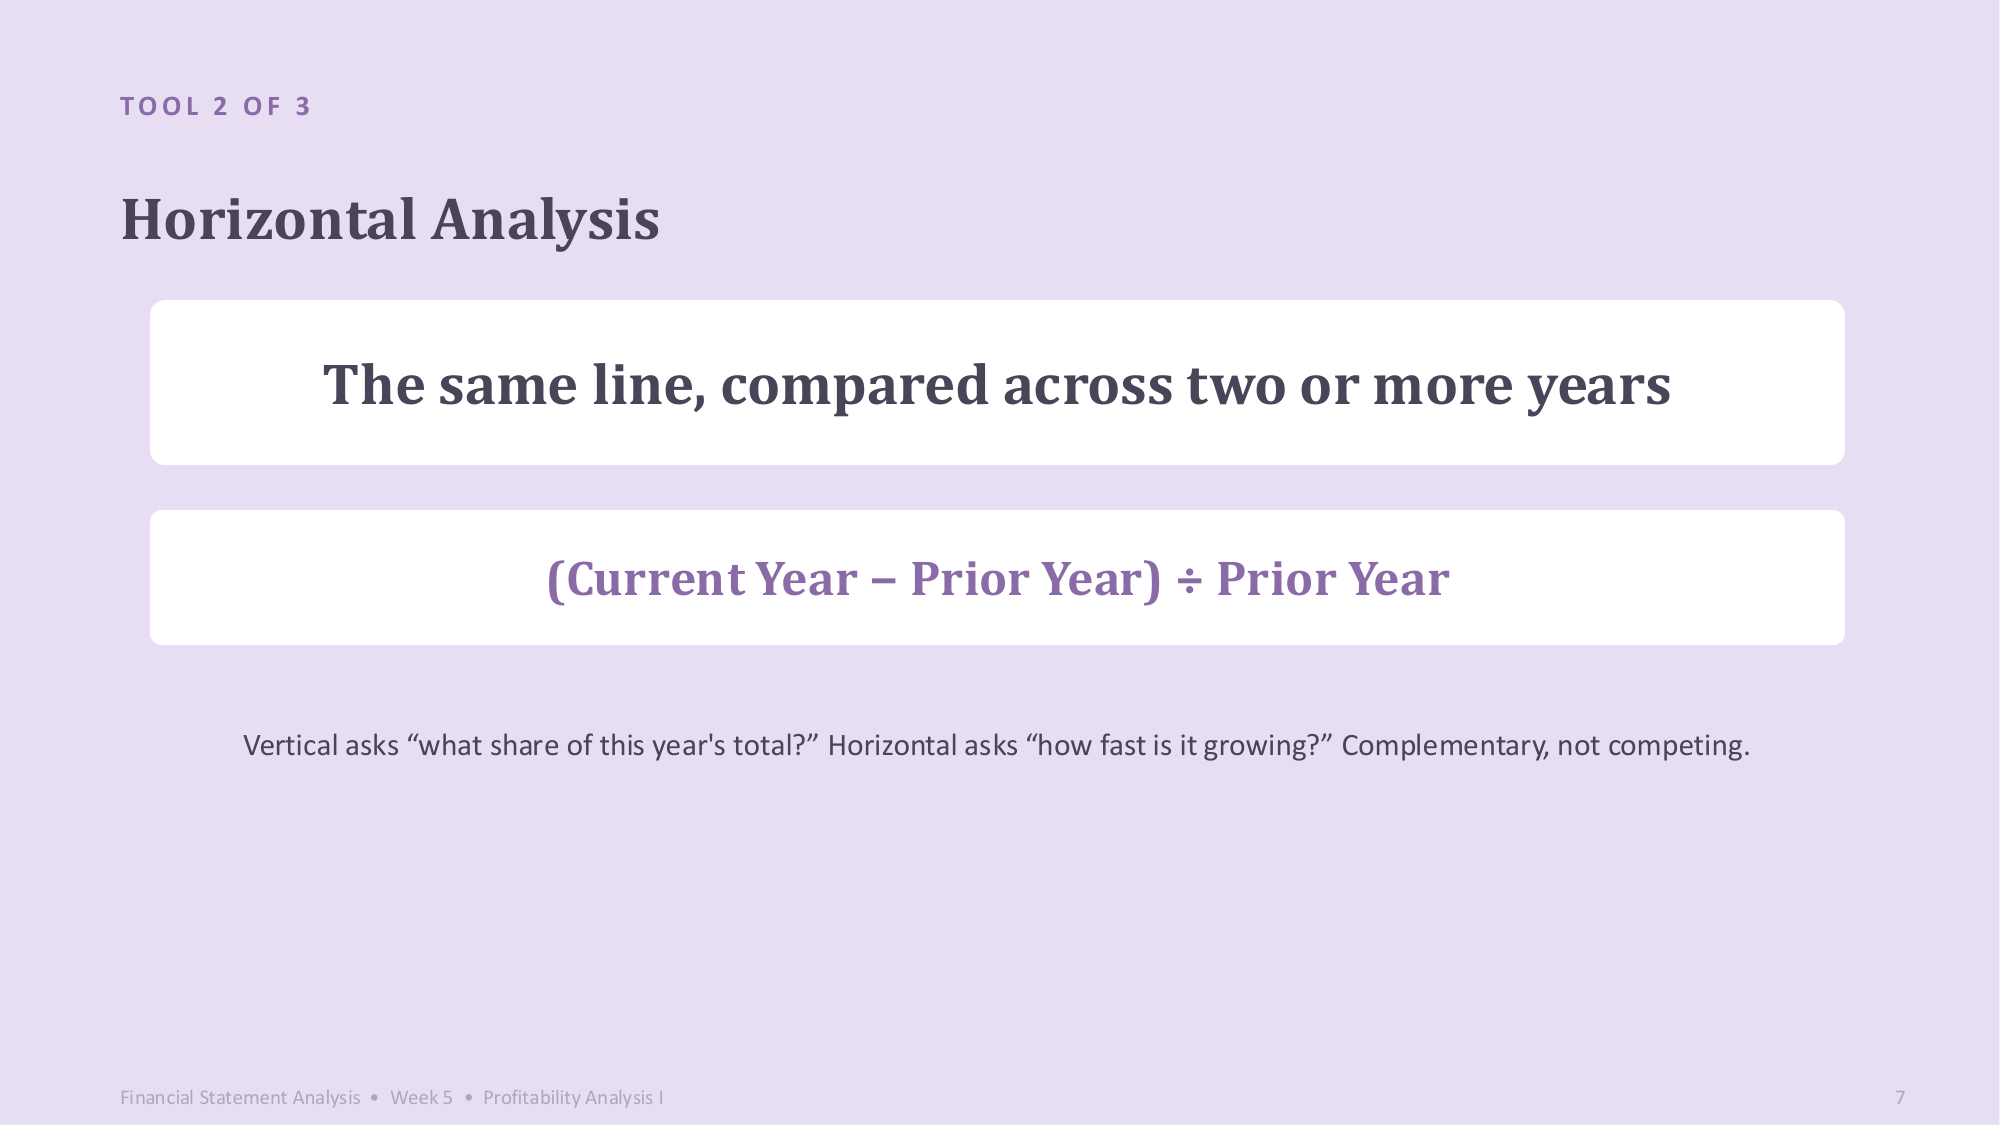 TOOL 2 OF 3
Horizontal Analysis
The same line, compared across two or more years
(Current Year – Prior Year) ÷ Prior Year
Vertical asks “what share of this year's total?” Horizontal asks “how fast is it growing?” Complementary, not competing.
Financial Statement Analysis • Week 5 • Profitability Analysis I
7